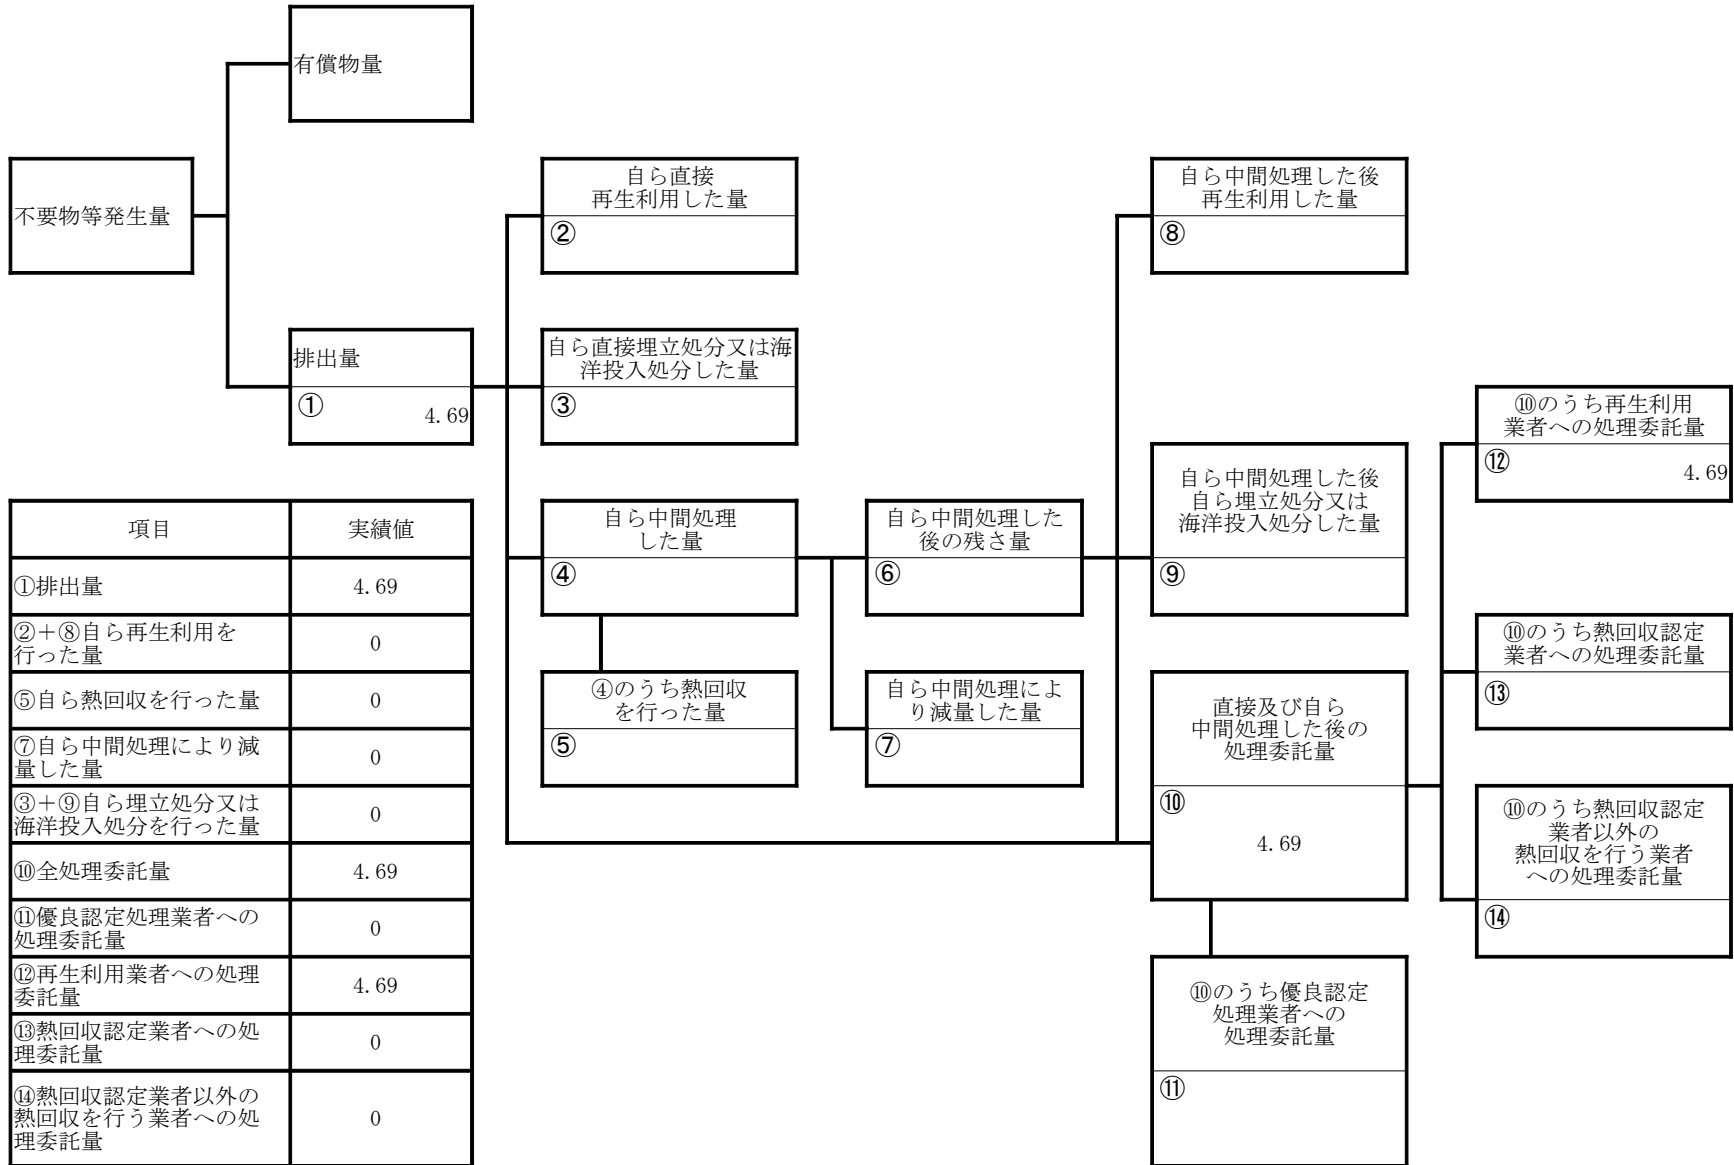 有償物量
不要物等発生量
自ら直接
再生利用した量
②
自ら中間処理した後
再生利用した量
⑧
排出量
①
4.69
自ら直接埋立処分又は海
洋投入処分した量
③
⑩のうち再生利用
業者への処理委託量
⑫
4.69
自ら中間処理
した量
④
自ら中間処理した
後の残さ量
⑥
自ら中間処理した後
自ら埋立処分又は
海洋投入処分した量
⑨
⑩のうち熱回収認定
業者への処理委託量
⑬
④のうち熱回収
を行った量
⑤
自ら中間処理によ
り減量した量
⑦
直接及び自ら
中間処理した後の
処理委託量
⑩
4.69
⑩のうち熱回収認定
業者以外の
熱回収を行う業者
への処理委託量
⑭
⑩のうち優良認定
処理業者への
処理委託量
⑪
項目 実績値
①排出量 4.69
②+⑧自ら再生利用を
行った量 0
⑤自ら熱回収を行った量 0
⑦自ら中間処理により減
量した量 0
③+⑨自ら埋立処分又は
海洋投入処分を行った量 0
⑩全処理委託量 4.69
⑪優良認定処理業者への
処理委託量 0
⑫再生利用業者への処理
委託量 4.69
⑬熱回収認定業者への処
理委託量 0
⑭熱回収認定業者以外の
熱回収を行う業者への処
理委託量 0